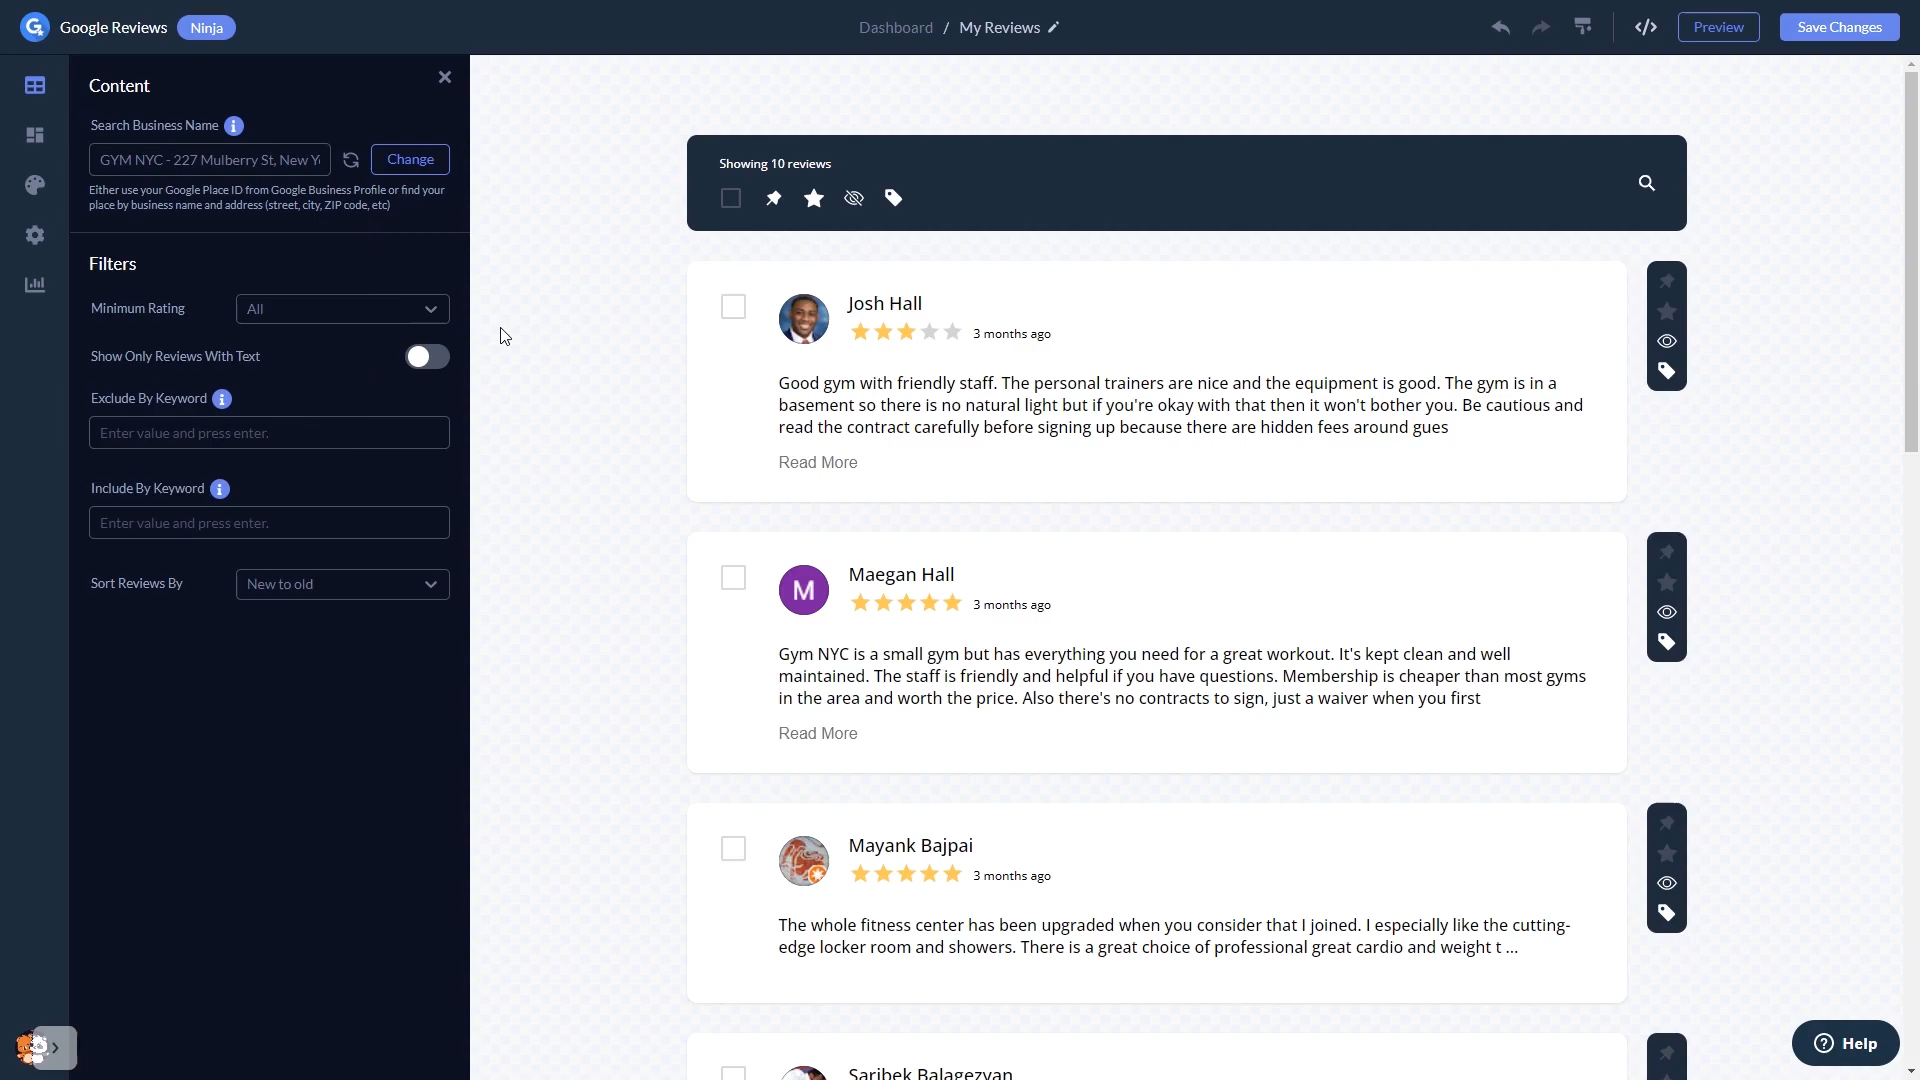 Google Reviews Ninja
Dashboard / My Reviews
Preview
Save Changes
Content
Search Business Name
GYM NYC - 227 Mulberry St, New Y
Change
Either use your Google Place ID from Google Business Profile or find your
place by business name and address (street, city, ZIP code, etc)
Filters
Minimum Rating
All
Show Only Reviews With Text
Exclude By Keyword
Enter value and press enter.
Include By Keyword
Enter value and press enter.
Sort Reviews By
New to old
Showing 10 reviews
Josh Hall
3 months ago
Good gym with friendly staff. The personal trainers are nice and the equipment is good. The gym is in a
basement so there is no natural light but if you're okay with that then it won't bother you. Be cautious and
read the contract carefully before signing up because there are hidden fees around gues
Read More
M
Maegan Hall
3 months ago
Gym NYC is a small gym but has everything you need for a great workout. It's kept clean and well
maintained. The staff is friendly and helpful if you have questions. Membership is cheaper than most gyms
in the area and worth the price. Also there's no contracts to sign, just a waiver when you first
Read More
Mayank Bajpai
3 months ago
The whole fitness center has been upgraded when you consider that I joined. I especially like the cutting-
edge locker room and showers. There is a great choice of professional great cardio and weight t ...
Saribek Balagezyan
Help